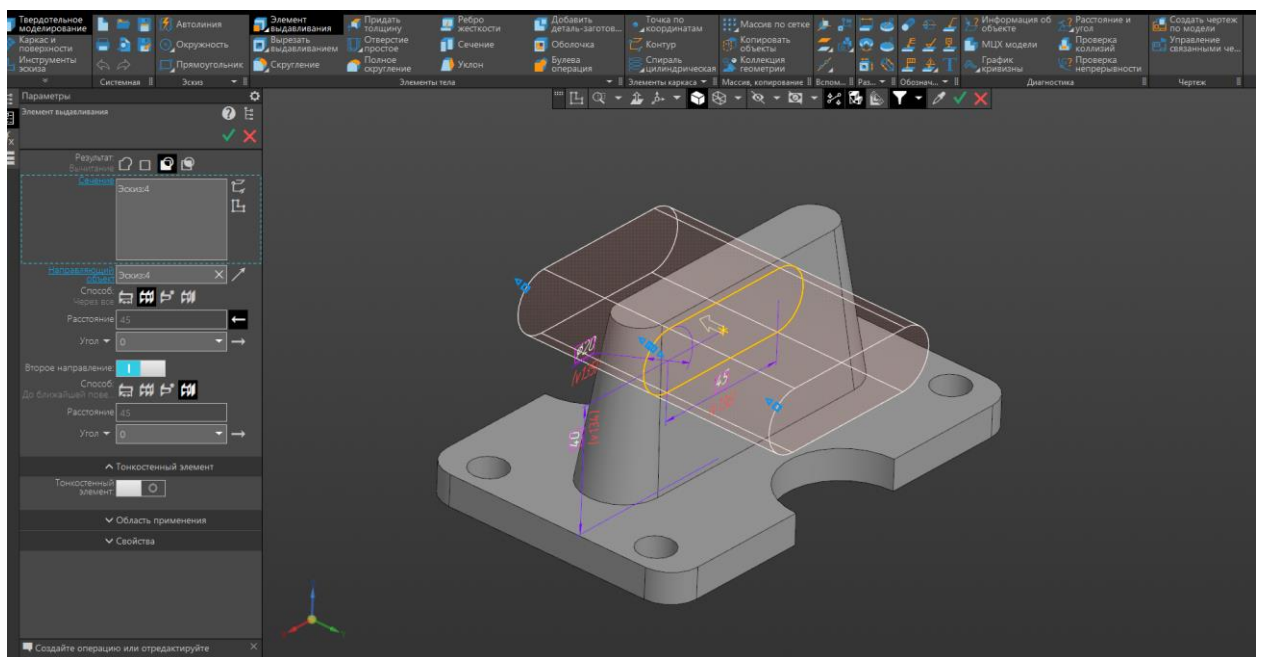 Твердотельное моделирование
Каркас и поверхности
Инструменты эскиза
Системная
Автолиния
Окружность
Прямоугольник
Эскиз
Элемент выдавливания
Вырезать выдавливанием
Скругление
Придать толщину
Отверстие простое
Полное скругление
Ребро жесткости
Сечение
Уклон
Добавить деталь-заготов...
Оболочка
Булева операция
Элементы тела
Точка по координатам
Контур
Спираль цилиндрическая
Элементы каркаса
Массив по сетке
Копировать объекты
Коллекция геометрии
Массив, копирование
Вспом...
Раз...
Обознач...
Информация об объекте
МЦХ модели
График кривизны
Расстояние и угол
Проверка коллизий
Проверка непрерывности
Диагностика
Создать чертеж по модели
Управление связанными че...
Чертеж
Параметры
Элемент выдавливания
Результат:
Вычитание
Сечение
Эскиз:4
Направляющий объект
Эскиз:4
Способ:
Через все
Расстояние 45
Угол 0
Второе направление:
Способ:
До ближайшей пове...
Расстояние 45
Угол 0
Тонкостенный элемент
Тонкостенный элемент:
Область применения
Свойства
Создайте операцию или отредактируйте
⌀20
45
40
(v134)